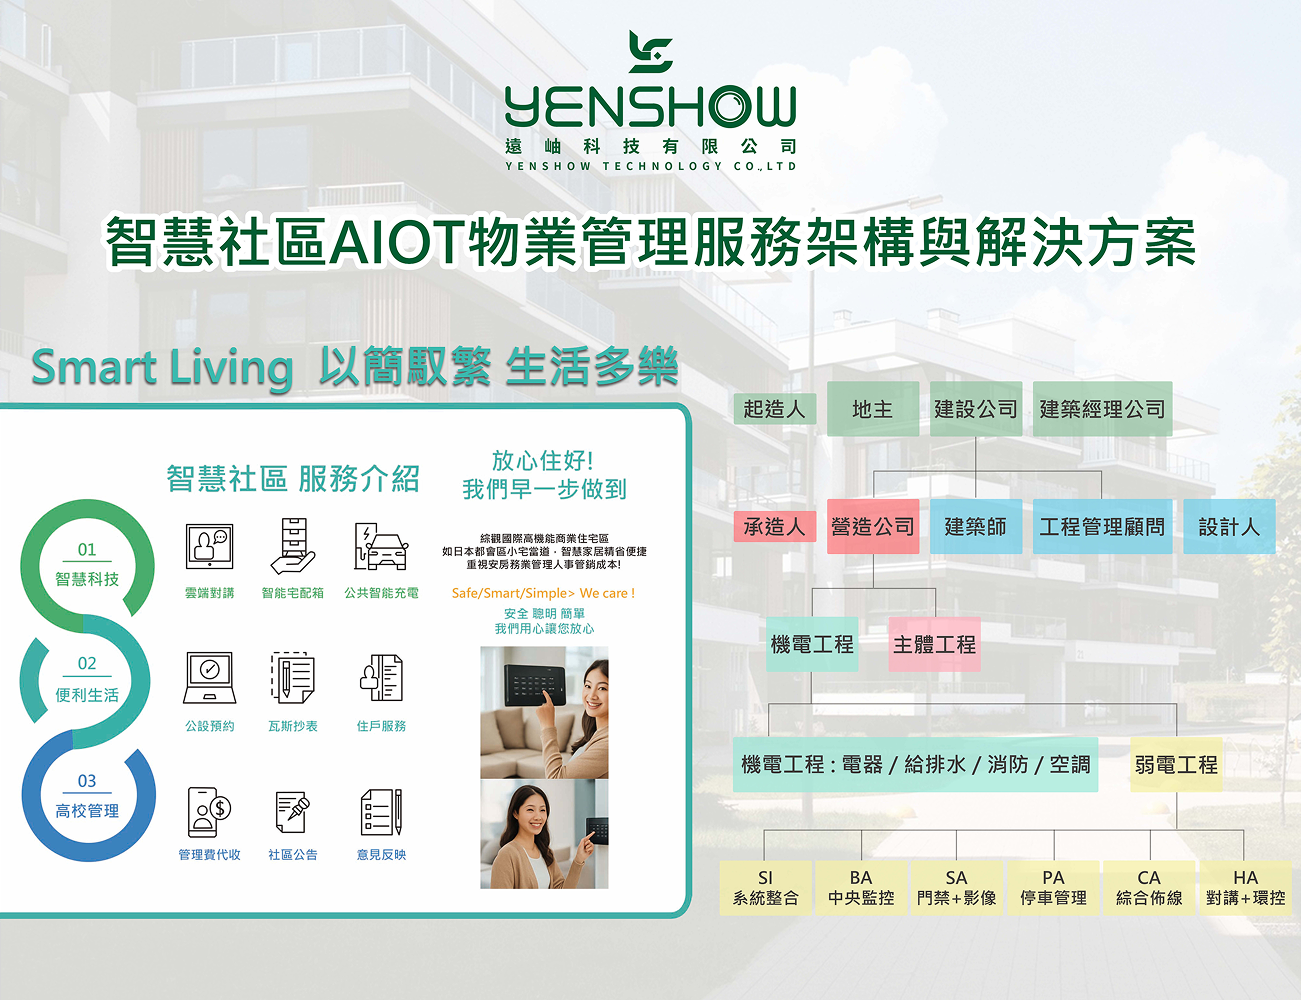 YENSHOW
遠岫科技有限公司
YENSHOW TECHNOLOGY CO.,LTD
智慧社區AIOT物業管理服務架構與解決方案
Smart Living 以簡馭繁 生活多樂
智慧社區 服務介紹
01
智慧科技
02
便利生活
03
高校管理
雲端對講
智能宅配箱
公共智能充電
公設預約
瓦斯抄表
住戶服務
管理費代收
社區公告
意見反映
放心住好!
我們早一步做到
綜觀國際高機能商業住宅區
如日本都會區小宅當道，智慧家居精省便捷
重視安房務業管理人事管銷成本!
Safe/Smart/Simple> We care !
安全 聰明 簡單
我們用心讓您放心
起造人
地主
建設公司
建築經理公司
承造人
營造公司
建築師
工程管理顧問
設計人
機電工程
主體工程
機電工程 : 電器 / 給排水 / 消防 / 空調
弱電工程
SI
系統整合
BA
中央監控
SA
門禁+影像
PA
停車管理
CA
綜合佈線
HA
對講+環控